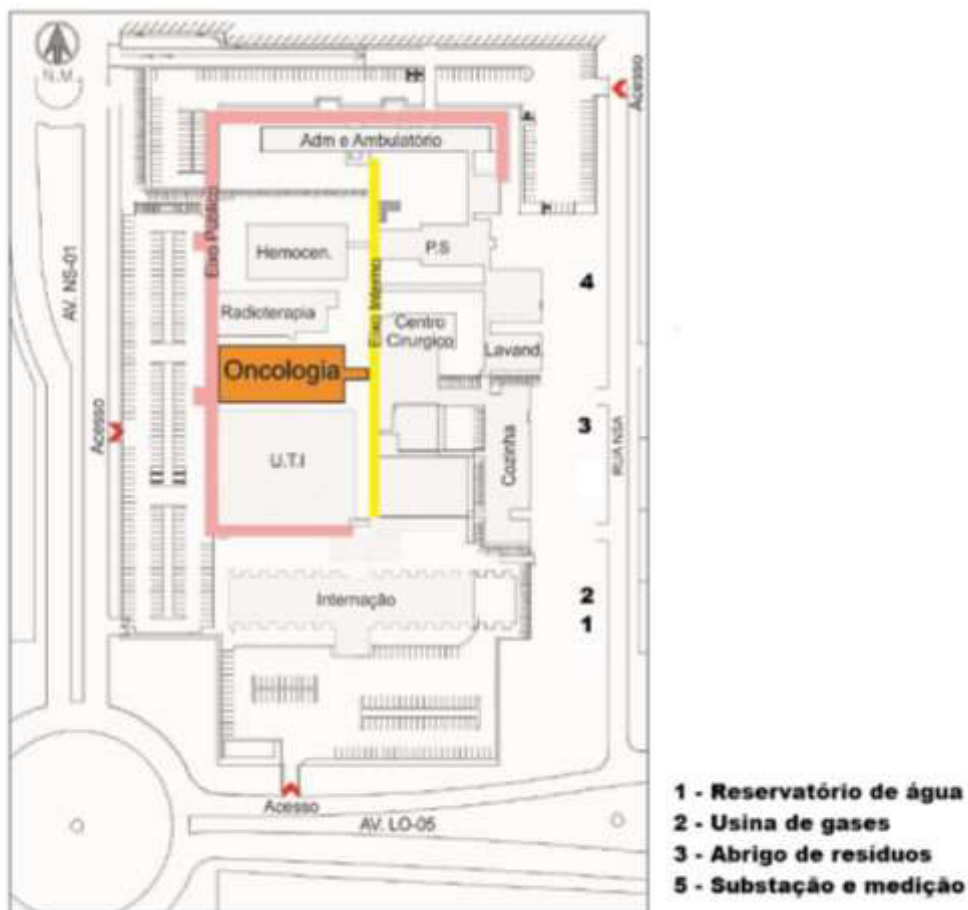 N.M.
Acesso
Adm e Ambulatório
Eixo Público
AV. NS-01
Hemocen.
P.S
Eixo Interno
4
Radioterapia
Centro
Cirurgico
Lavand.
Oncologia
3
Acesso
U.T.I
Cozinha
RUA NSA
Internação
2
1
Acesso
AV. LO-05
1 - Reservatório de água
2 - Usina de gases
3 - Abrigo de resíduos
5 - Substação e medição